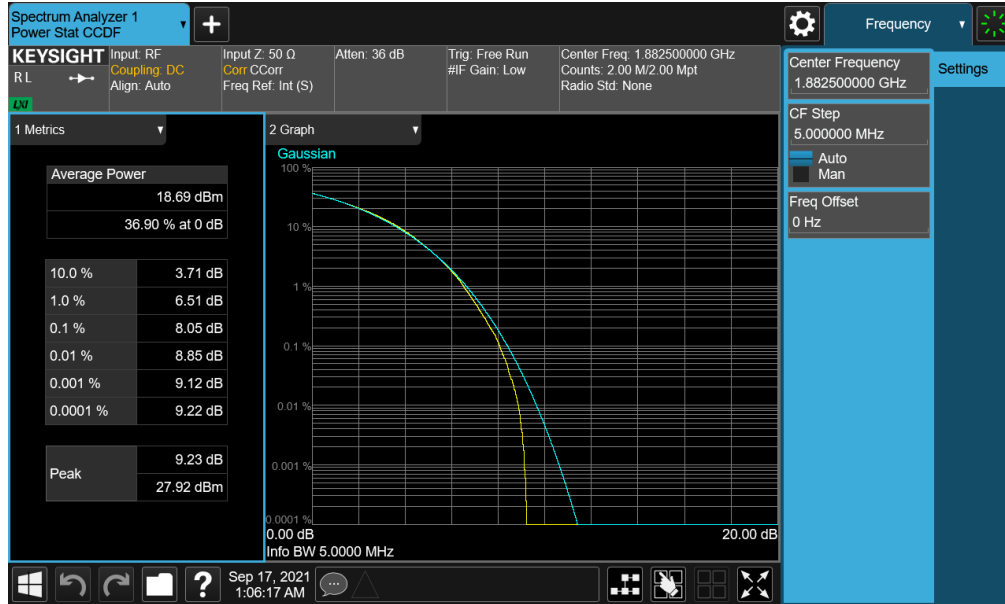 Spectrum Analyzer 1
Power Stat CCDF
Frequency
KEYSIGHT
R L
LXI
Input: RF
Coupling: DC
Align: Auto
Input Z: 50 Ω
Corr CCorr
Freq Ref: Int (S)
Atten: 36 dB
Trig: Free Run
#IF Gain: Low
Center Freq: 1.882500000 GHz
Counts: 2.00 M/2.00 Mpt
Radio Std: None
Center Frequency
1.882500000 GHz
Settings
CF Step
5.000000 MHz
Auto
Man
Freq Offset
0 Hz
1 Metrics
Average Power
18.69 dBm
36.90 % at 0 dB
10.0 % 3.71 dB
1.0 % 6.51 dB
0.1 % 8.05 dB
0.01 % 8.85 dB
0.001 % 9.12 dB
0.0001 % 9.22 dB
Peak
9.23 dB
27.92 dBm
2 Graph
Gaussian
100 %
10 %
1 %
0.1 %
0.01 %
0.001 %
0.0001 %
0.00 dB 20.00 dB
Info BW 5.0000 MHz
?
Sep 17, 2021
1:06:17 AM